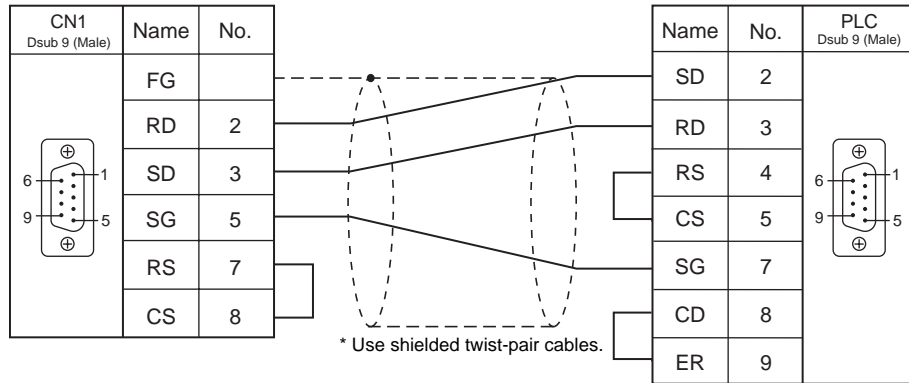 CN1
Dsub 9 (Male)
Name No.
FG
RD 2
SD 3
SG 5
RS 7
CS 8
6 1
9 5
* Use shielded twist-pair cables.
Name No.
PLC
Dsub 9 (Male)
SD 2
RD 3
RS 4
CS 5
SG 7
CD 8
ER 9
6 1
9 5